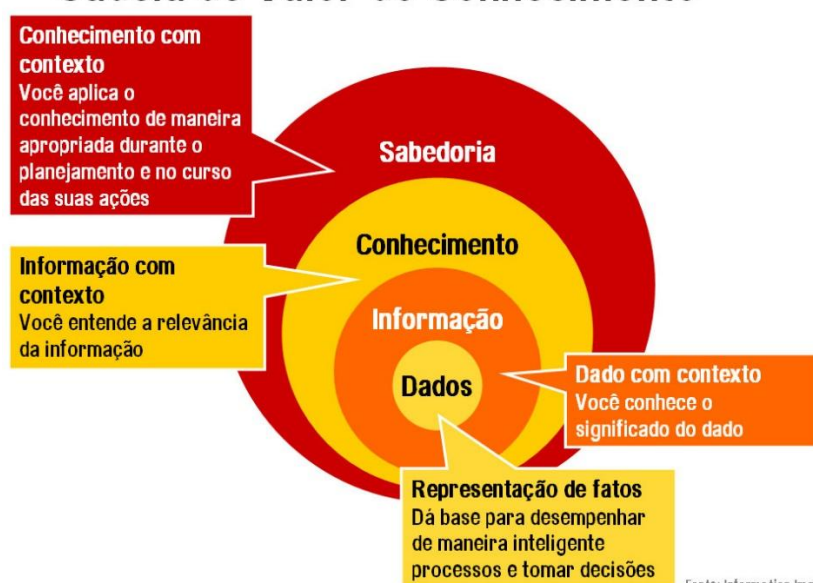 Conhecimento com
contexto
Você aplica o
conhecimento de maneira
apropriada durante o
planejamento e no curso
das suas ações
Sabedoria
Conhecimento
Informação com
contexto
Você entende a relevância
da informação
Informação
Dados
Dado com contexto
Você conhece o
significado do dado
Representação de fatos
Dá base para desempenhar
de maneira inteligente
processos e tomar decisões